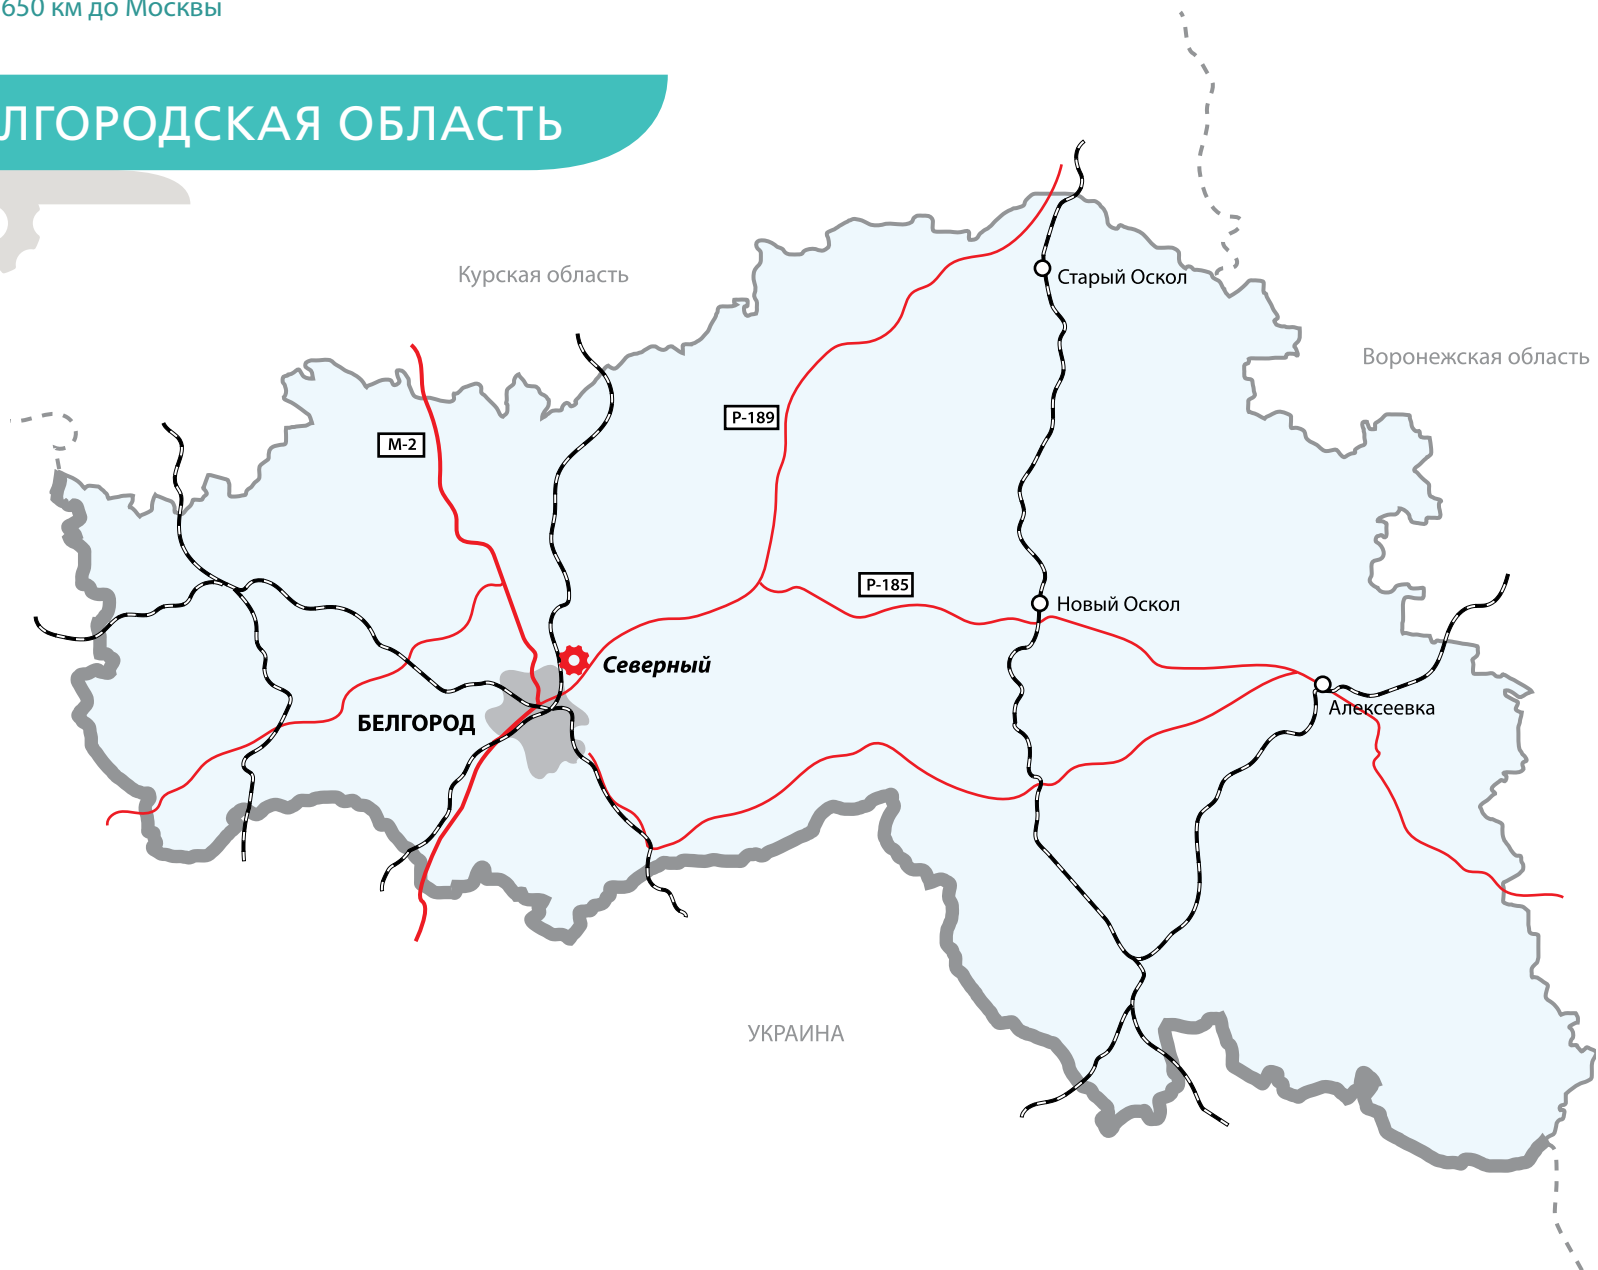 650 км до Москвы
ЛГОРОДСКАЯ ОБЛАСТЬ
Курская область
Старый Оскол
Воронежская область
Р-189
М-2
Р-185
Новый Оскол
Северный
БЕЛГОРОД
Алексеевка
УКРАИНА